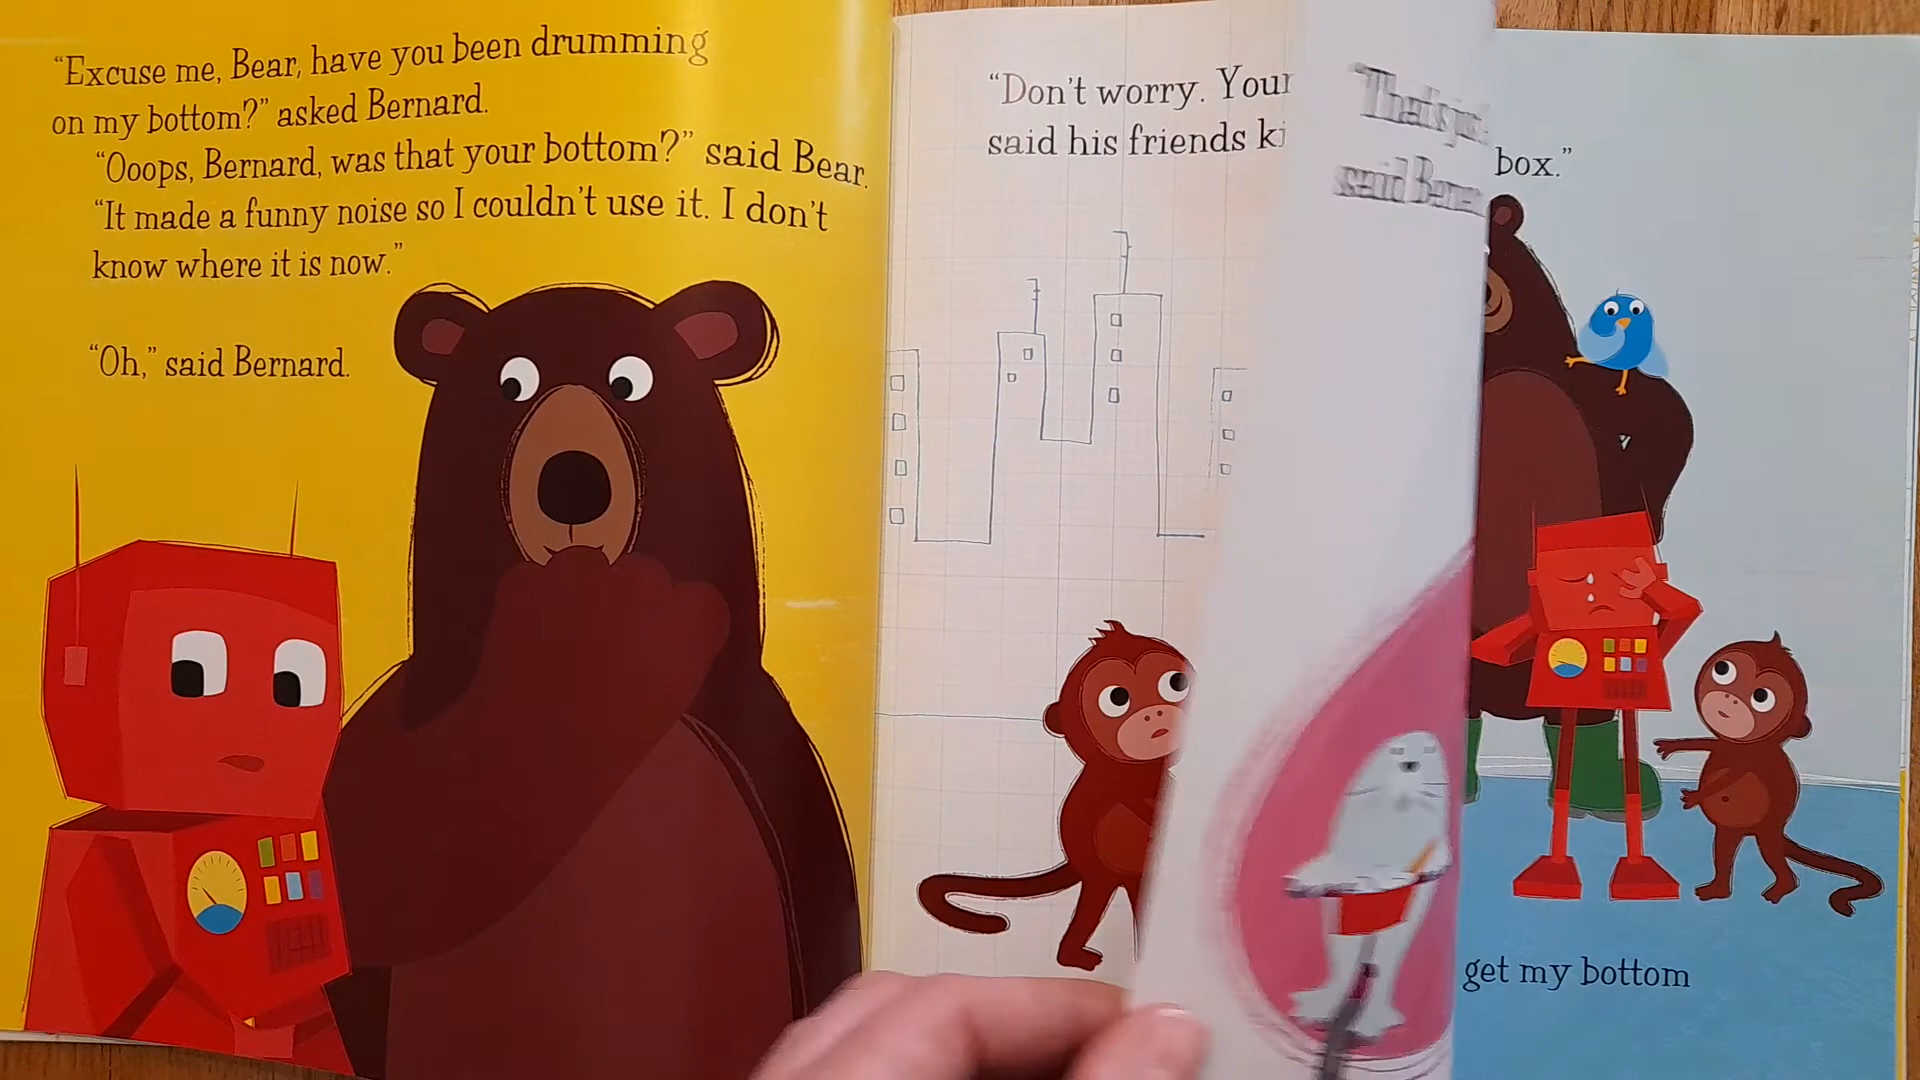 “Excuse me, Bear, have you been drumming
on my bottom?” asked Bernard.
“Ooops, Bernard, was that your bottom?” said Bear.
“It made a funny noise so I couldn’t use it. I don’t
know where it is now.”
“Oh,” said Bernard.
“Don’t worry. Your
said his friends
“That’s
said
box.”
get my bottom